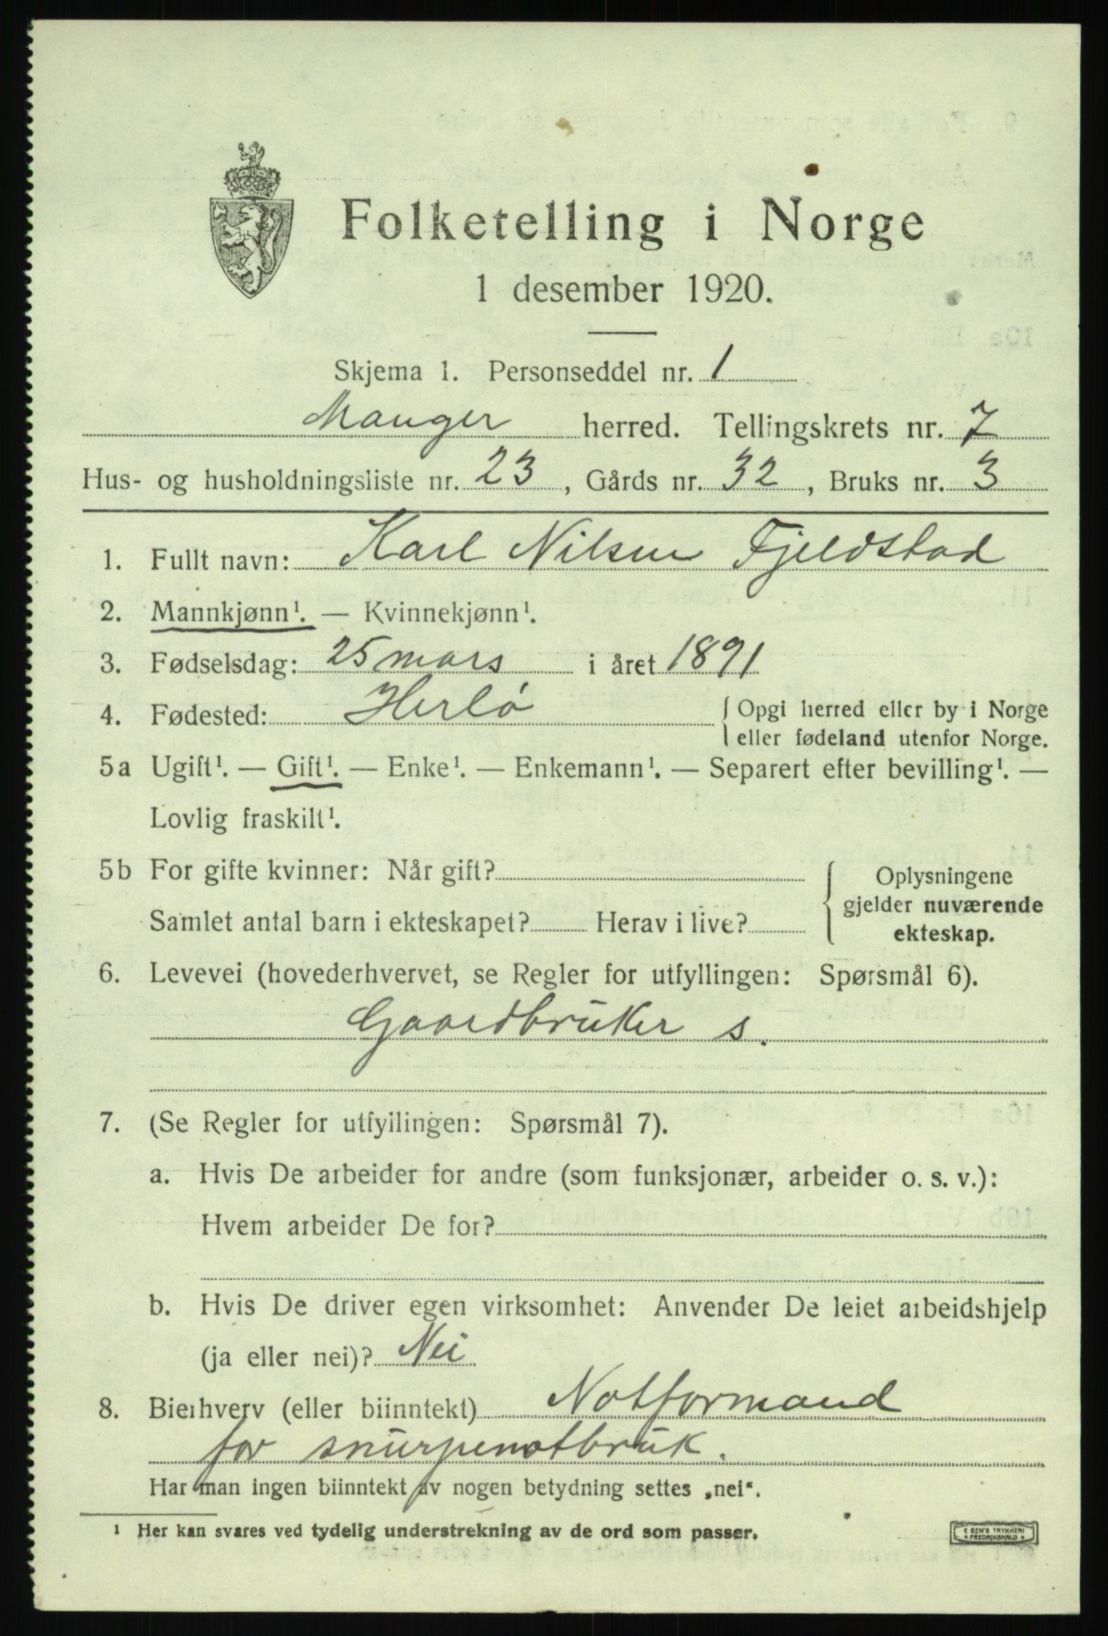 Folketelling i Norge
1 desember 1920.
Skjema 1. Personseddel nr. 1
Manger herred. Tellingskrets nr. 7
Hus- og husholdningsliste nr. 23, Gårds nr. 32, Bruks nr. 3
1. Fullt navn: Karl Nilsen Fjeldstad
2. Mannkjønn¹. — Kvinnekjønn¹.
3. Fødselsdag: 25 mars i året 1891
4. Fødested: Herlø { Opgi herred eller by i Norge
eller fødeland utenfor Norge.
5a Ugift¹. — Gift¹. — Enke¹. — Enkemann¹. — Separert efter bevilling¹. —
Lovlig fraskilt¹.
5b For gifte kvinner: Når gift?
Samlet antal barn i ekteskapet? Herav i live?
{ Oplysningene
gjelder nuværende
ekteskap.
6. Levevei (hovederhvervet, se Regler for utfyllingen: Spørsmål 6).
Gaardbruker s.
7. (Se Regler for utfyllingen: Spørsmål 7).
a. Hvis De arbeider for andre (som funksjonær, arbeider o. s. v.):
Hvem arbeider De for?
b. Hvis De driver egen virksomhet: Anvender De leiet arbeidshjelp
(ja eller nei)? Nei
8. Bierhverv (eller biinntekt) Notformand
for snurpenotbruk.
Har man ingen biinntekt av nogen betydning settes „nei“.
¹ Her kan svares ved tydelig understrekning av de ord som passer.